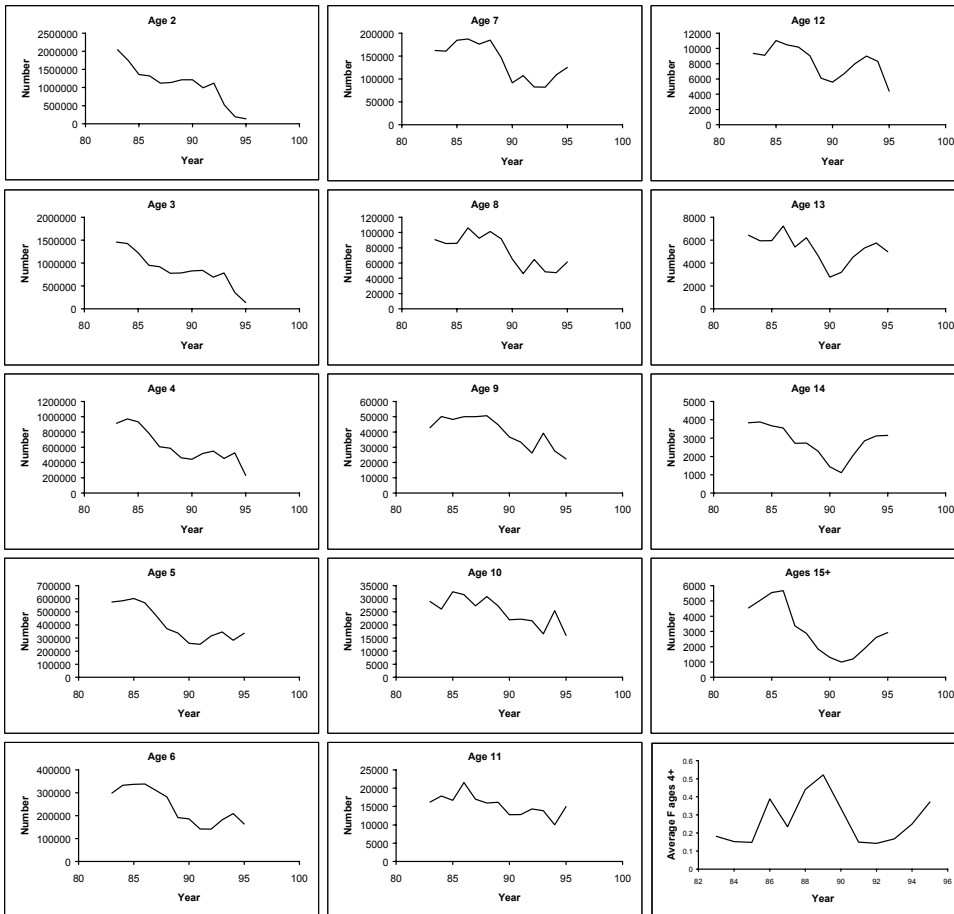 Age 2
Number
2500000
2000000
1500000
1000000
500000
0
80 85 90 95 100
Year
Age 7
Number
200000
150000
100000
50000
0
80 85 90 95 100
Year
Age 12
Number
12000
10000
8000
6000
4000
2000
0
80 85 90 95 100
Year
Age 3
Number
2000000
1500000
1000000
500000
0
80 85 90 95 100
Year
Age 8
Number
120000
100000
80000
60000
40000
20000
0
80 85 90 95 100
Year
Age 13
Number
8000
6000
4000
2000
0
80 85 90 95 100
Year
Age 4
Number
1200000
1000000
800000
600000
400000
200000
0
80 85 90 95 100
Year
Age 9
Number
60000
50000
40000
30000
20000
10000
0
80 85 90 95 100
Year
Age 14
Number
5000
4000
3000
2000
1000
0
80 85 90 95 100
Year
Age 5
Number
700000
600000
500000
400000
300000
200000
100000
0
80 85 90 95 100
Year
Age 10
Number
35000
30000
25000
20000
15000
10000
5000
0
80 85 90 95 100
Year
Ages 15+
Number
6000
5000
4000
3000
2000
1000
0
80 85 90 95 100
Year
Age 6
Number
400000
300000
200000
100000
0
80 85 90 95 100
Year
Age 11
Number
25000
20000
15000
10000
5000
0
80 85 90 95 100
Year
Average F ages 4+
0.6
0.5
0.4
0.3
0.2
0.1
0
82 84 86 88 90 92 94 96
Year